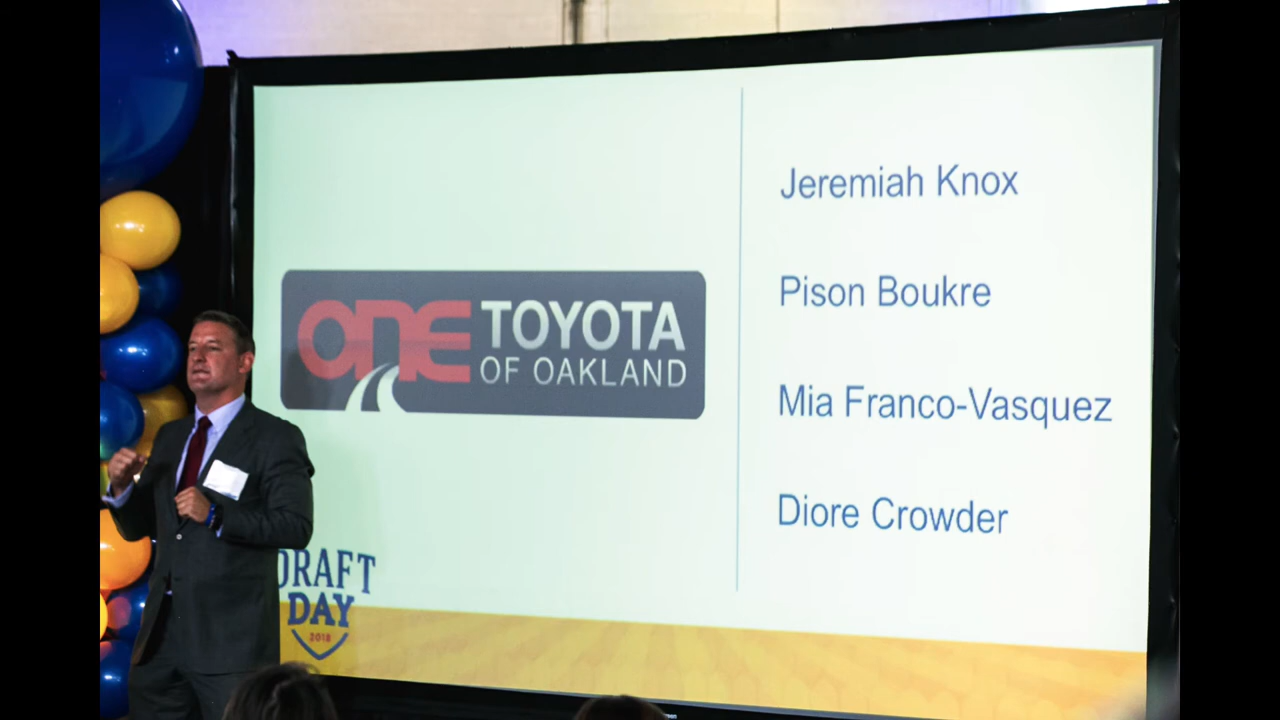 ONE TOYOTA
OF OAKLAND
Jeremiah Knox
Pison Boukre
Mia Franco-Vasquez
Diore Crowder
DRAFT
DAY
2018